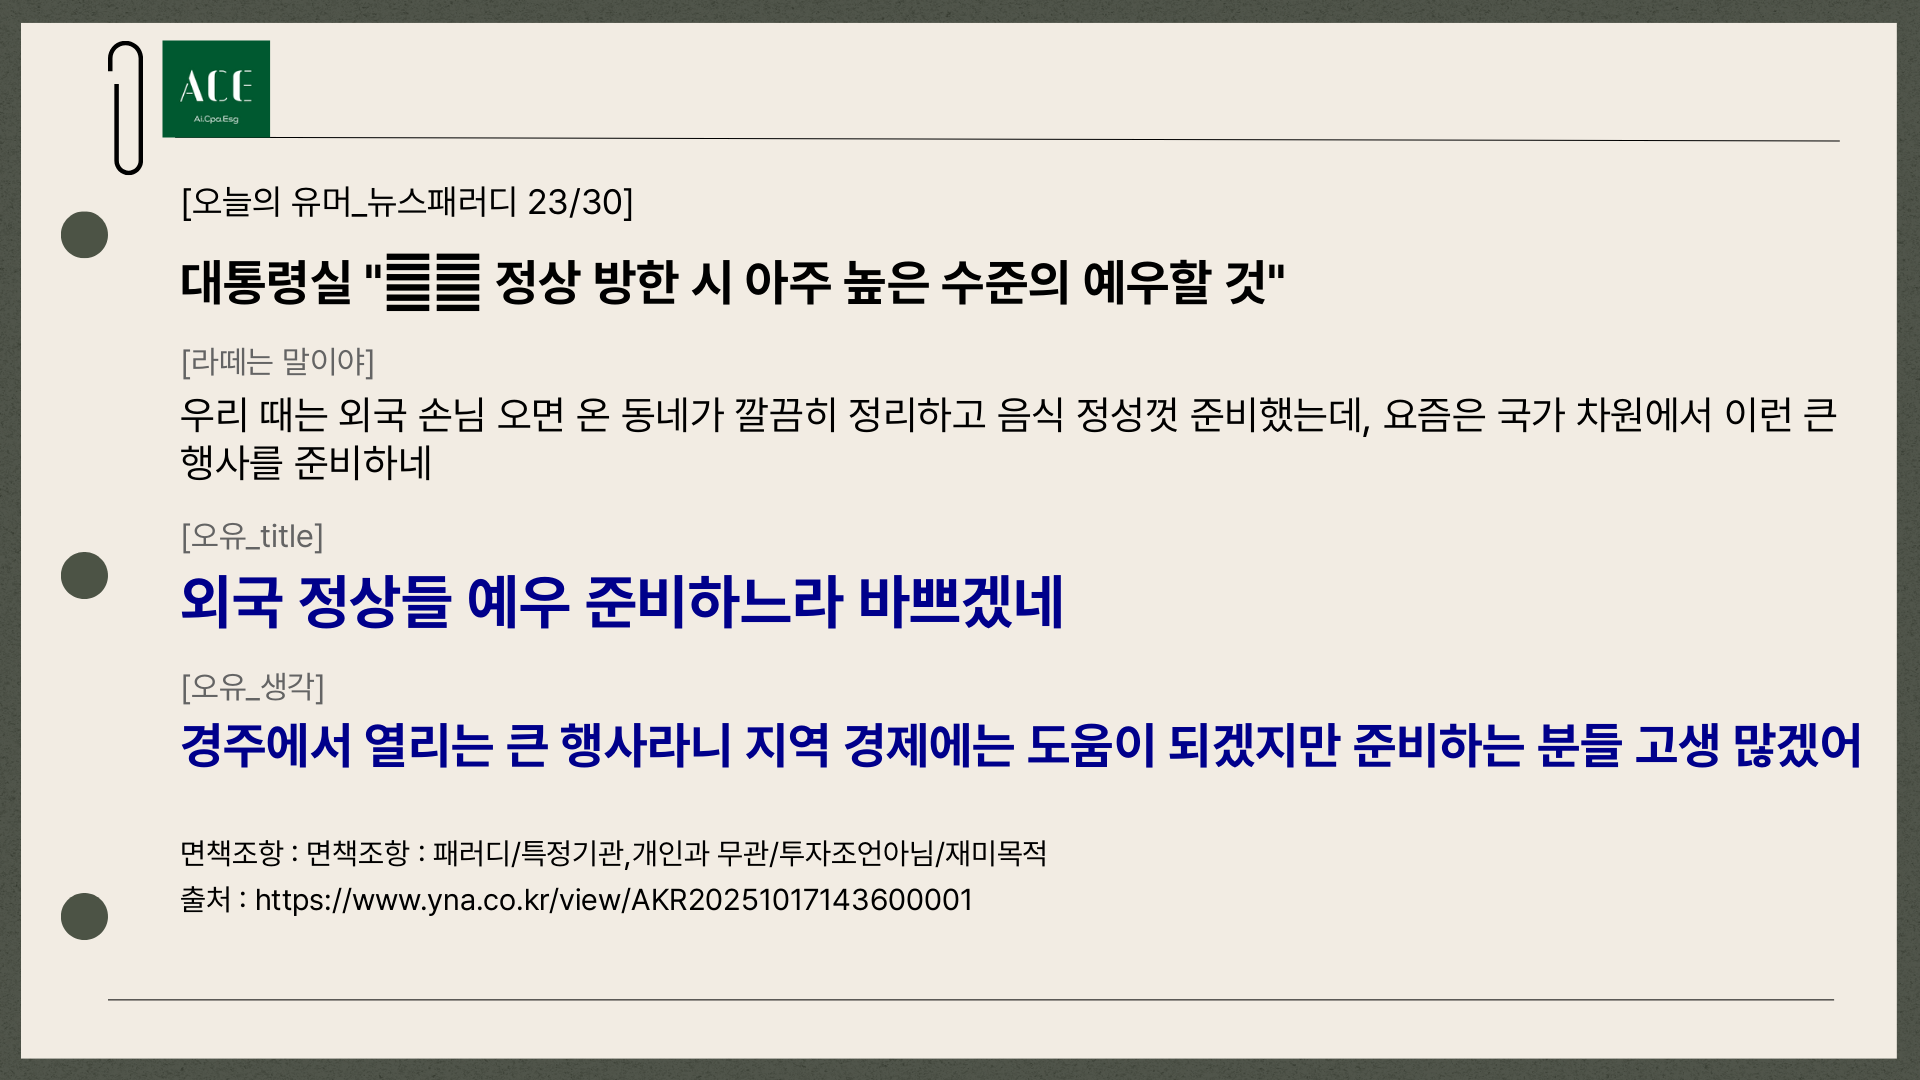 ACE
Ai.Cpa.Esg
[오늘의 유머_뉴스패러디 23/30]
대통령실 " 정상 방한 시 아주 높은 수준의 예우할 것"
[라떼는 말이야]
우리 때는 외국 손님 오면 온 동네가 깔끔히 정리하고 음식 정성껏 준비했는데, 요즘은 국가 차원에서 이런 큰
행사를 준비하네
[오유_title]
외국 정상들 예우 준비하느라 바쁘겠네
[오유_생각]
경주에서 열리는 큰 행사라니 지역 경제에는 도움이 되겠지만 준비하는 분들 고생 많겠어
면책조항 : 면책조항 : 패러디/특정기관,개인과 무관/투자조언아님/재미목적
출처 : https://www.yna.co.kr/view/AKR20251017143600001